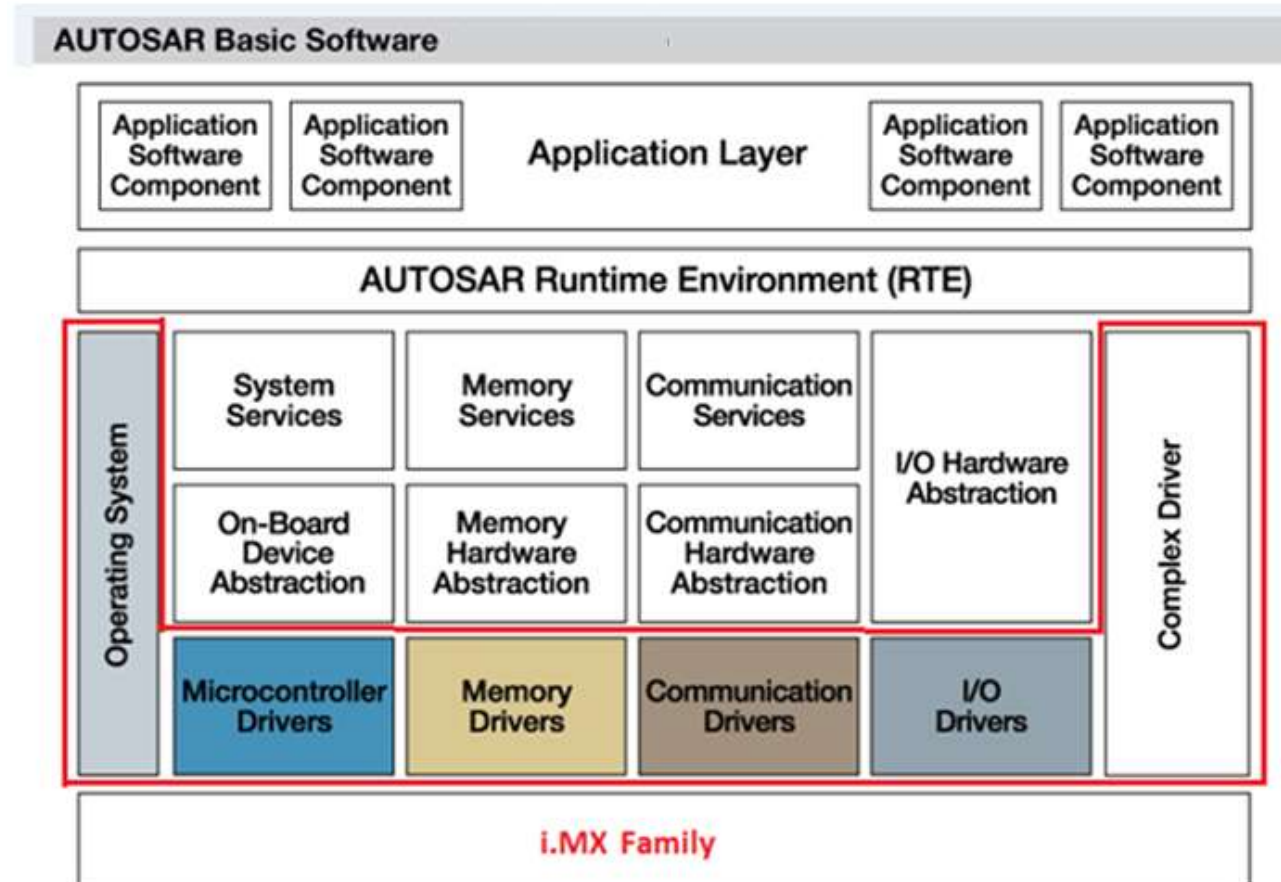 AUTOSAR Basic Software
Application
Software
Component
Application
Software
Component
Application Layer
Application
Software
Component
Application
Software
Component
AUTOSAR Runtime Environment (RTE)
Operating System
System
Services
Memory
Services
Communication
Services
I/O Hardware
Abstraction
Complex Driver
On-Board
Device
Abstraction
Memory
Hardware
Abstraction
Communication
Hardware
Abstraction
Microcontroller
Drivers
Memory
Drivers
Communication
Drivers
I/O
Drivers
i.MX Family